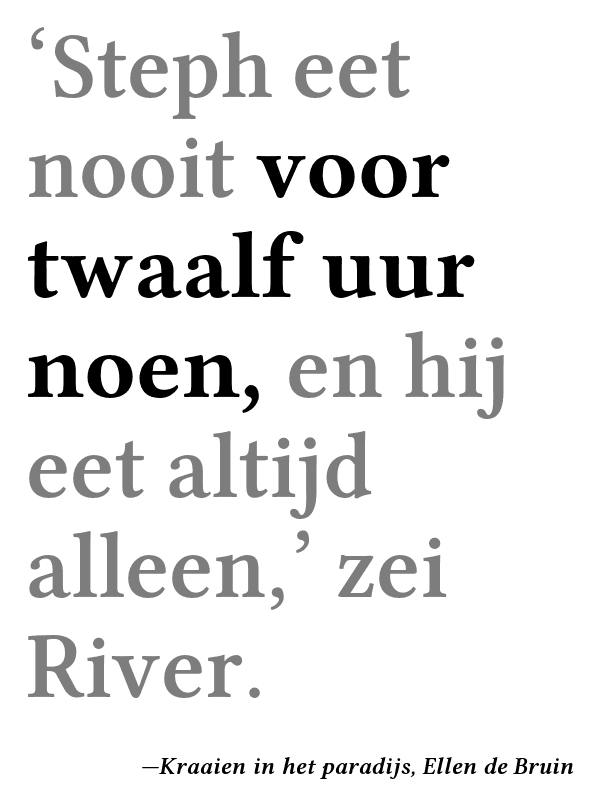 ‘Steph eet
nooit voor
twaalf uur
noen, en hij
eet altijd
alleen,’ zei
River.
—Kraaien in het paradijs, Ellen de Bruin